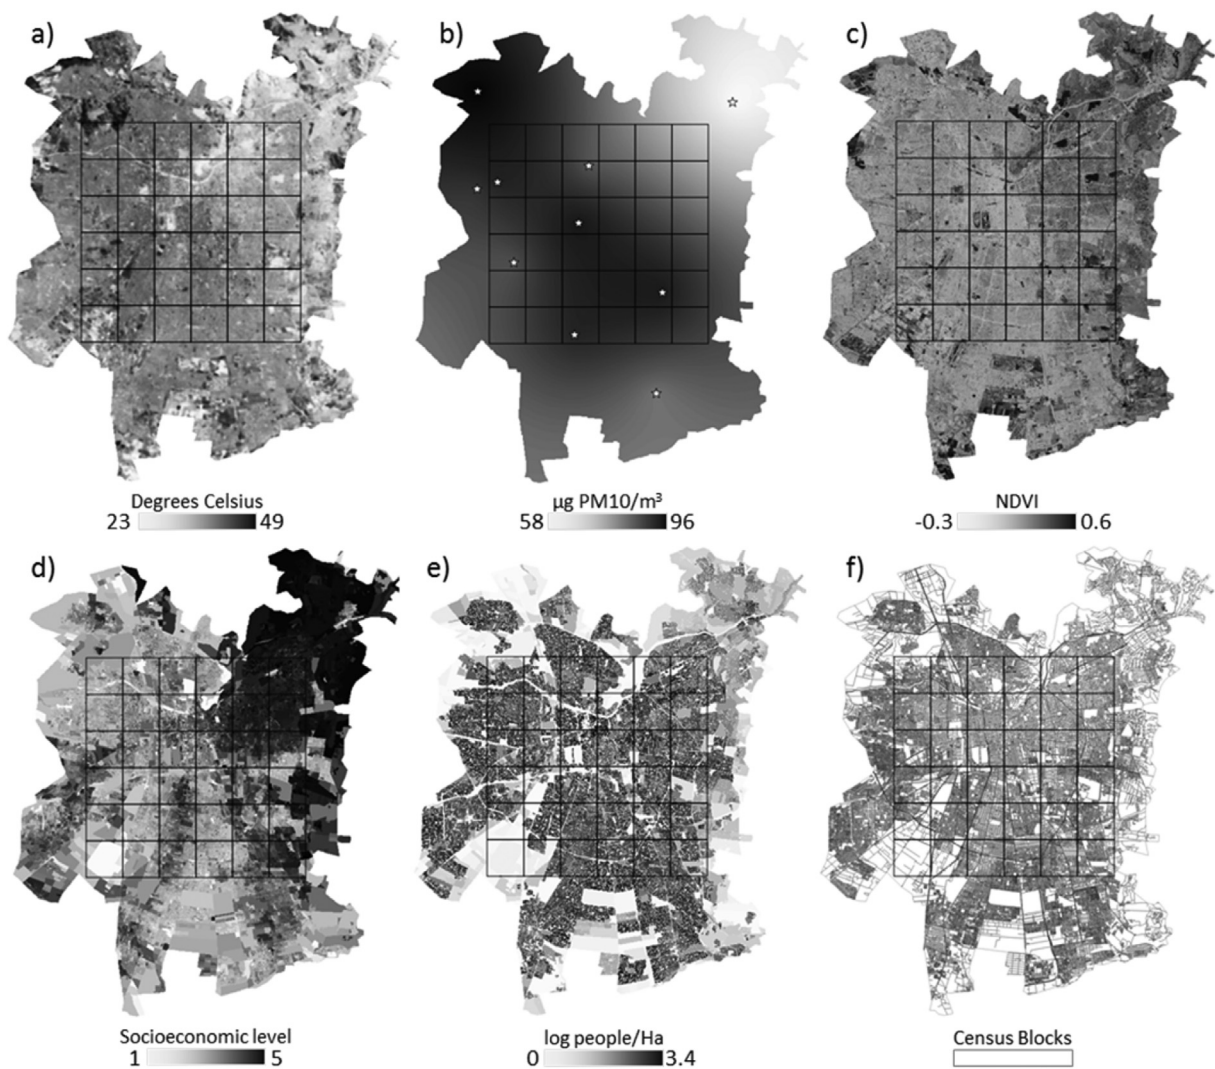 a)
b)
c)
Degrees Celsius
23 49
µg PM10/m³
58 96
NDVI
-0.3 0.6
d)
e)
f)
Socioeconomic level
1 5
log people/Ha
0 3.4
Census Blocks